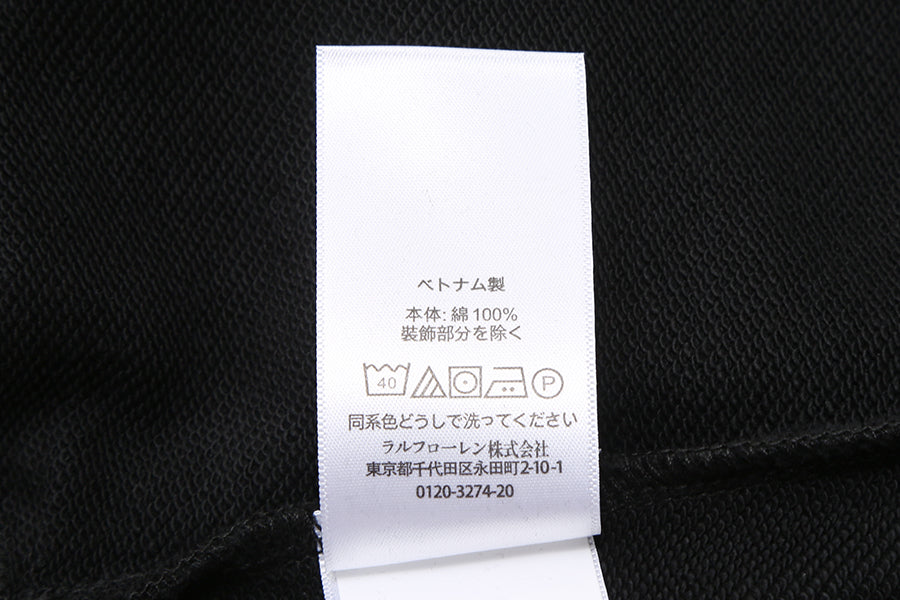 ベトナム製
本体: 綿100%
装飾部分を除く
40 P
同系色どうしで洗ってください
ラルフローレン株式会社
東京都千代田区永田町2-10-1
0120-3274-20